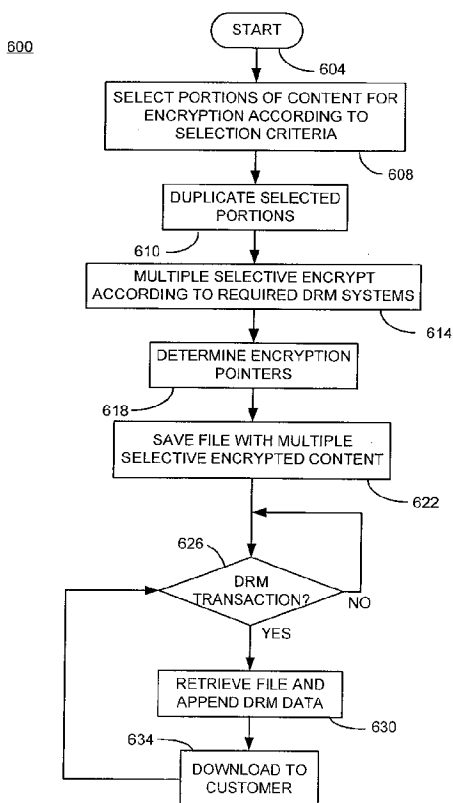 600
START
604
SELECT PORTIONS OF CONTENT FOR
ENCRYPTION ACCORDING TO
SELECTION CRITERIA
608
DUPLICATE SELECTED
PORTIONS
610
MULTIPLE SELECTIVE ENCRYPT
ACCORDING TO REQUIRED DRM SYSTEMS
614
DETERMINE ENCRYPTION
POINTERS
618
SAVE FILE WITH MULTIPLE
SELECTIVE ENCRYPTED CONTENT
622
626
DRM
TRANSACTION?
NO
YES
RETRIEVE FILE AND
APPEND DRM DATA
630
634
DOWNLOAD TO
CUSTOMER